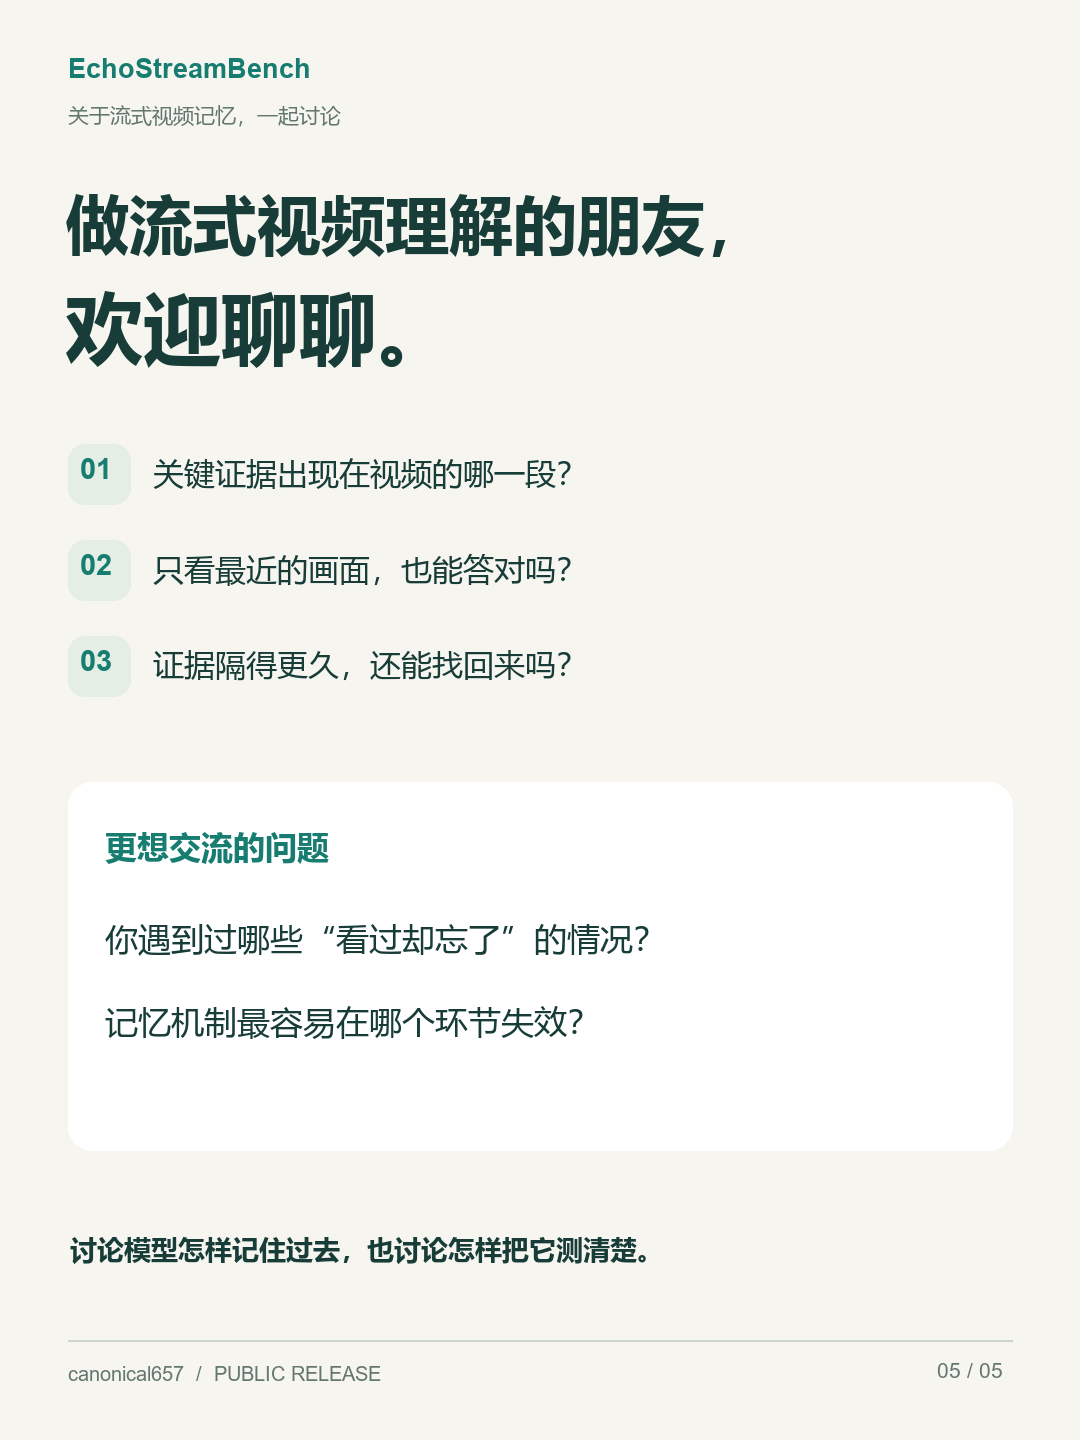 EchoStreamBench
关于流式视频记忆，一起讨论
做流式视频理解的朋友，
欢迎聊聊。
01 关键证据出现在视频的哪一段？
02 只看最近的画面，也能答对吗？
03 证据隔得更久，还能找回来吗？
更想交流的问题
你遇到过哪些“看过却忘了”的情况？
记忆机制最容易在哪个环节失效？
讨论模型怎样记住过去，也讨论怎样把它测清楚。
canonical657 / PUBLIC RELEASE
05 / 05